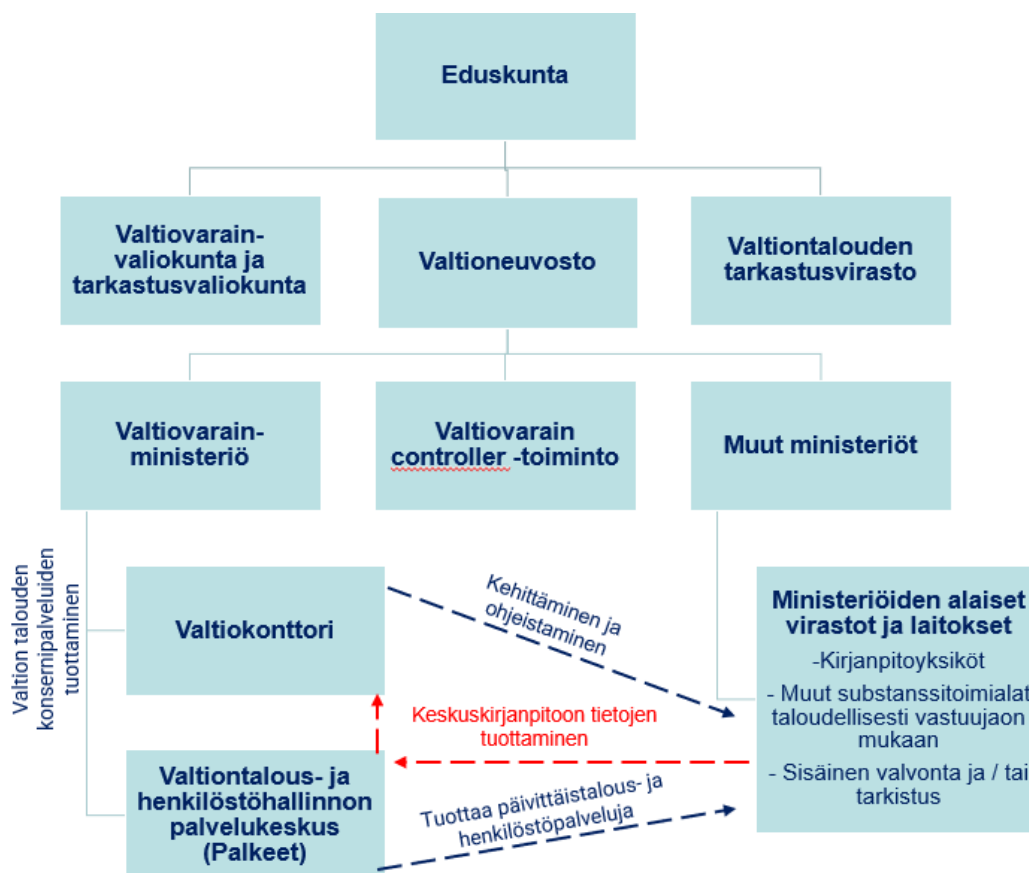 Eduskunta
Valtiovarain-
valiokunta ja
tarkastusvaliokunta
Valtioneuvosto
Valtiontalouden
tarkastusvirasto
Valtiovarain-
ministeriö
Valtiovarain
controller -toiminto
Muut ministeriöt
Valtion talouden
konsernipalveluiden
tuottaminen
Valtiokonttori
Kehittäminen ja
ohjeistaminen
Ministeriöiden alaiset
virastot ja laitokset
-Kirjanpitoyksiköt
- Muut substanssitoimialat
taloudellisesti vastuujaon
mukaan
- Sisäinen valvonta ja / tai
tarkistus
Keskuskirjanpitoon tietojen
tuottaminen
Valtiontalous- ja
henkilöstöhallinnon
palvelukeskus
(Palkeet)
Tuottaa päivittäistalous- ja
henkilöstöpalveluja